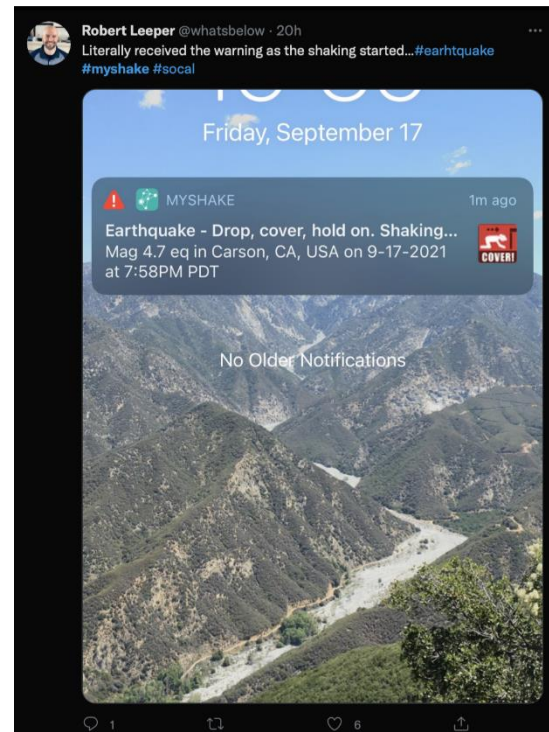 Robert Leeper @whatsbelow · 20h
Literally received the warning as the shaking started...#earhtquake
#myshake #socal
Friday, September 17
MYSHAKE 1m ago
Earthquake - Drop, cover, hold on. Shaking...
Mag 4.7 eq in Carson, CA, USA on 9-17-2021
at 7:58PM PDT
COVER!
No Older Notifications
1 6